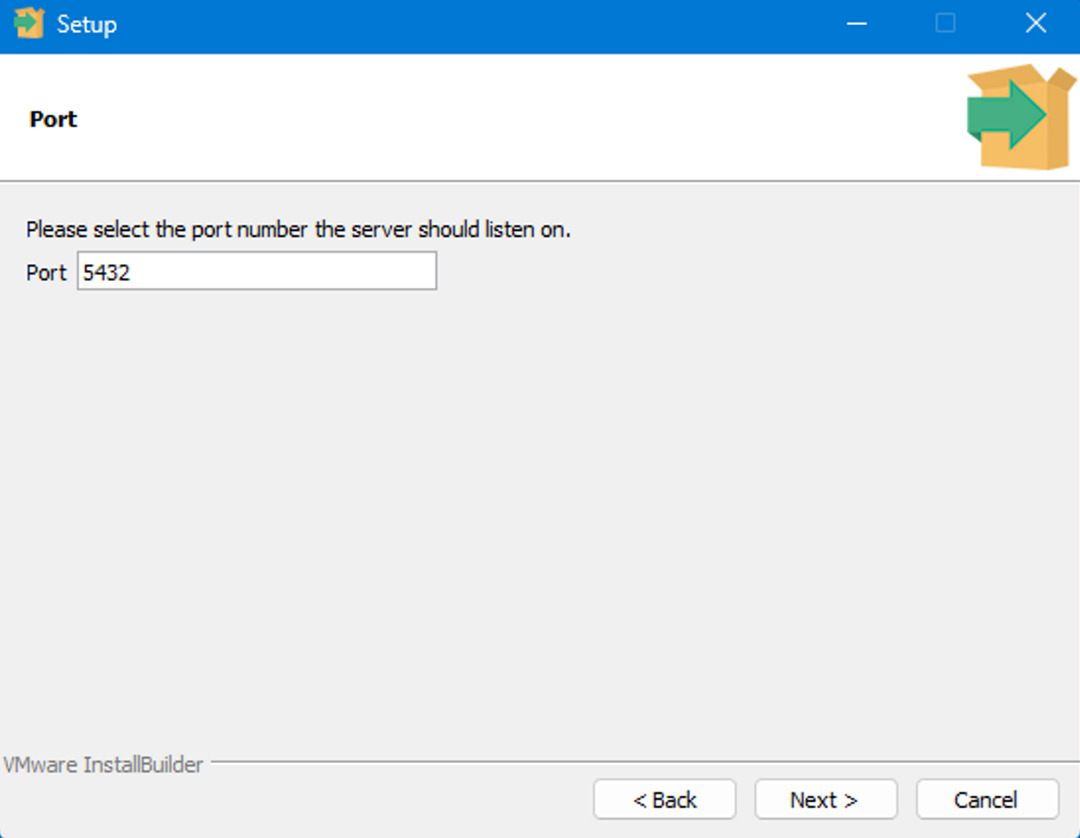 Setup
Port
Please select the port number the server should listen on.
Port 5432
VMware InstallBuilder
< Back Next > Cancel